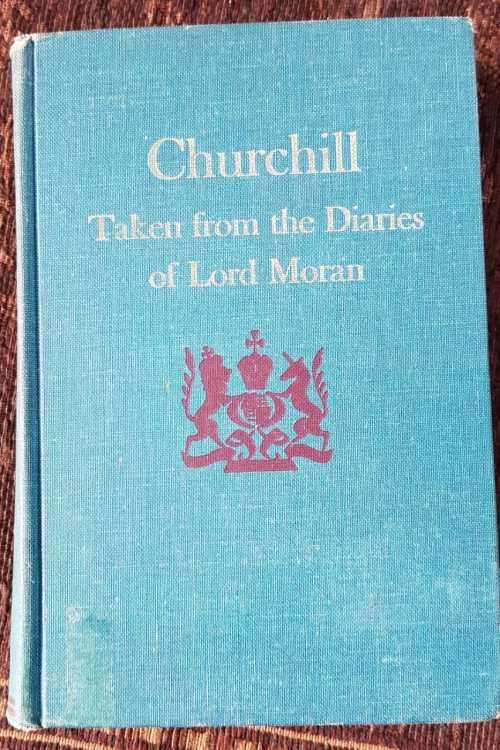 Churchill
Taken from the Diaries
of Lord Moran